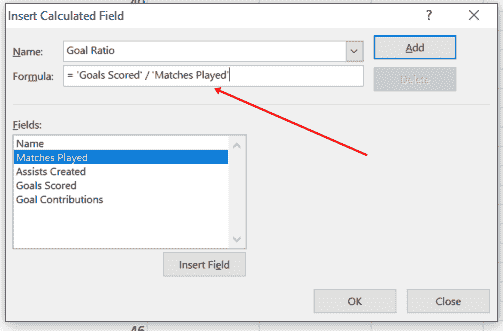 Insert Calculated Field ? ×
Name: Goal Ratio Add
Formula: = 'Goals Scored' / 'Matches Played' Delete
Fields:
Name
Matches Played
Assists Created
Goals Scored
Goal Contributions
Insert Field
OK Close
46